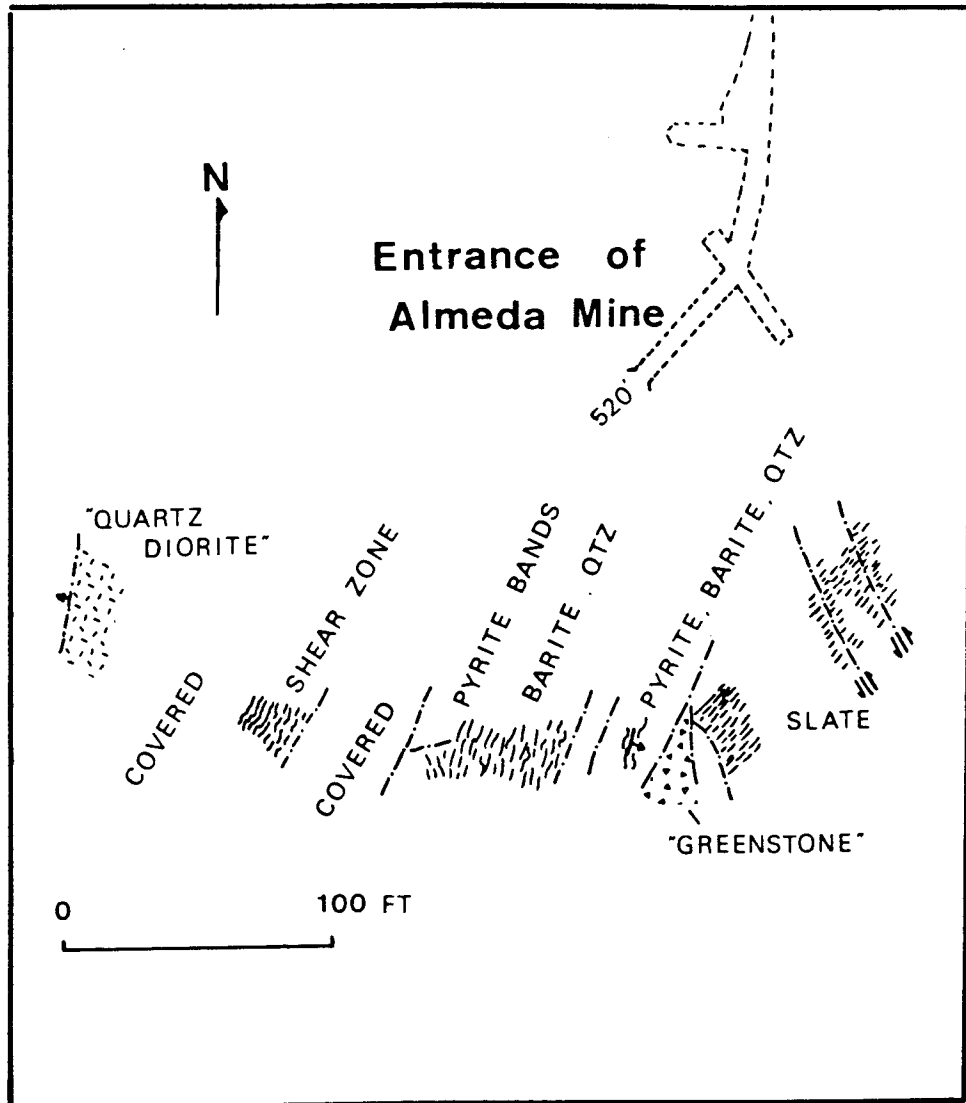 N
Entrance of
Almeda Mine
520'
"QUARTZ
DIORITE"
COVERED
SHEAR ZONE
COVERED
PYRITE BANDS
BARITE, QTZ
PYRITE, BARITE, QTZ
SLATE
"GREENSTONE"
0
100 FT